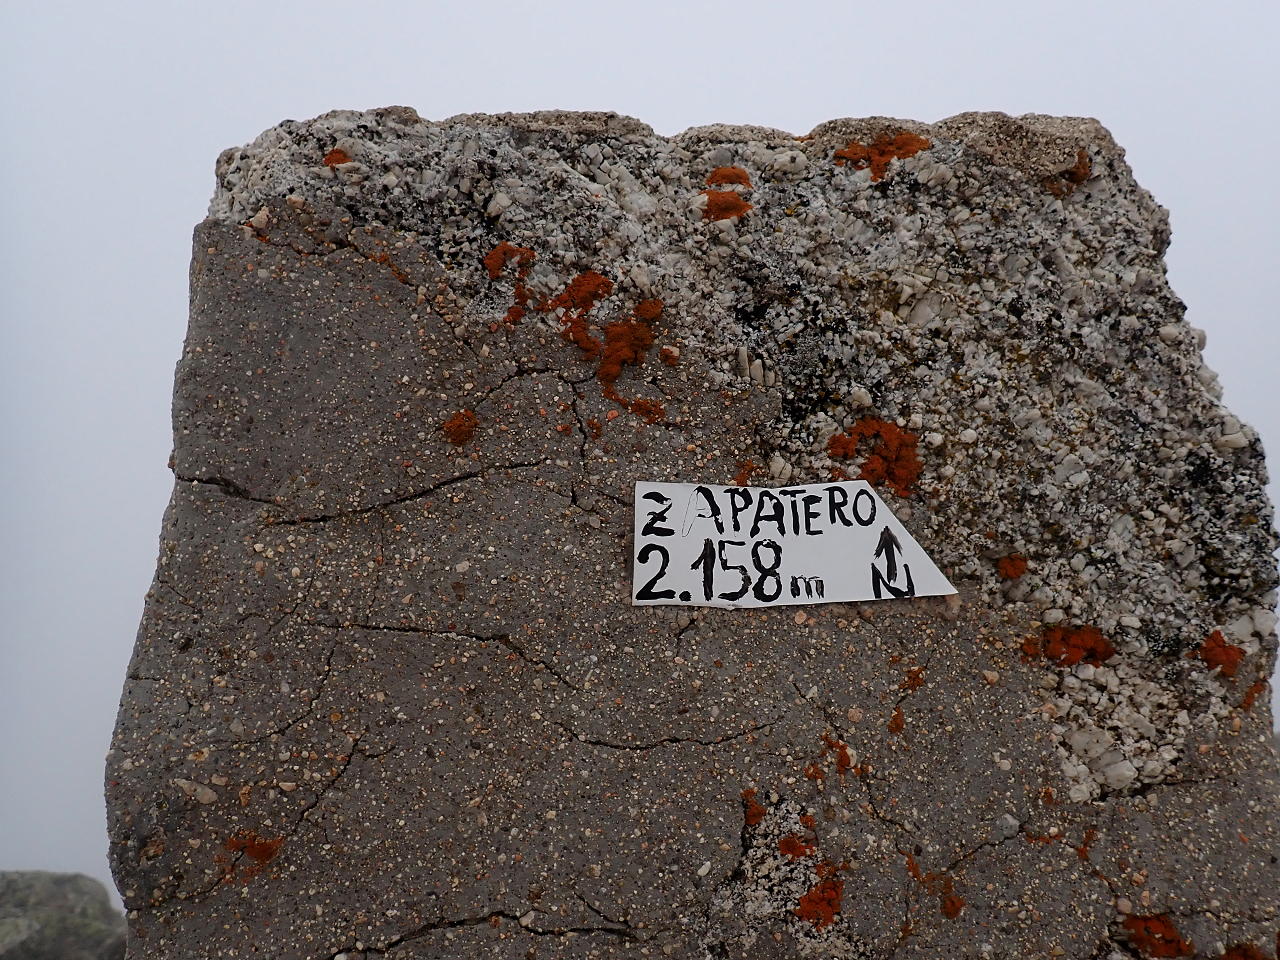 ZAPATERO
2.158m ↑
N